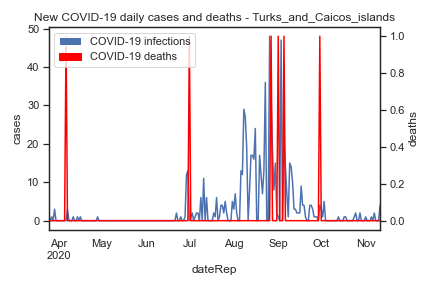 New COVID-19 daily cases and deaths - Turks_and_Caicos_islands
COVID-19 infections
COVID-19 deaths
50
40
30
20
10
0
cases
1.0
0.8
0.6
0.4
0.2
0.0
deaths
Apr
2020
May
Jun
Jul
Aug
Sep
Oct
Nov
dateRep